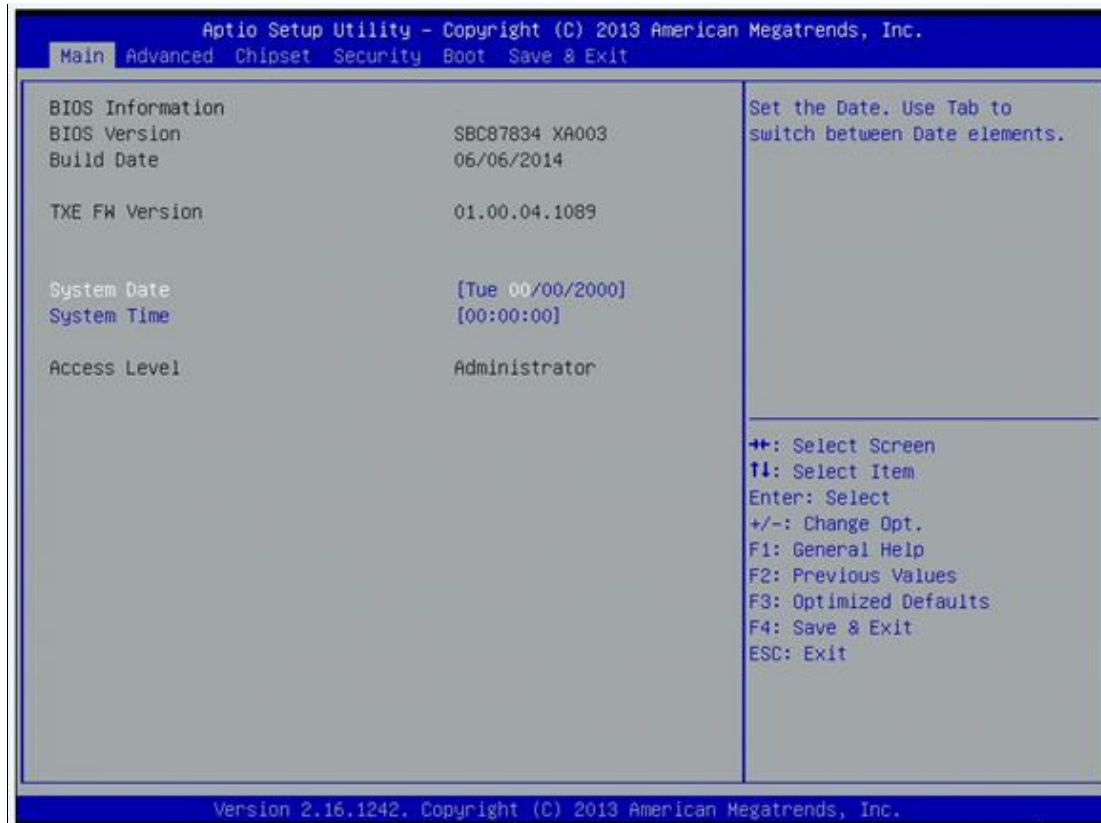 Aptio Setup Utility – Copyright (C) 2013 American Megatrends, Inc.
Main Advanced Chipset Security Boot Save & Exit
BIOS Information
BIOS Version SBC87834 XA003
Build Date 06/06/2014
TXE FW Version 01.00.04.1089
System Date [Tue 00/00/2000]
System Time [00:00:00]
Access Level Administrator
Set the Date. Use Tab to
switch between Date elements.
→←: Select Screen
↑↓: Select Item
Enter: Select
+/-: Change Opt.
F1: General Help
F2: Previous Values
F3: Optimized Defaults
F4: Save & Exit
ESC: Exit
Version 2.16.1242. Copyright (C) 2013 American Megatrends, Inc.